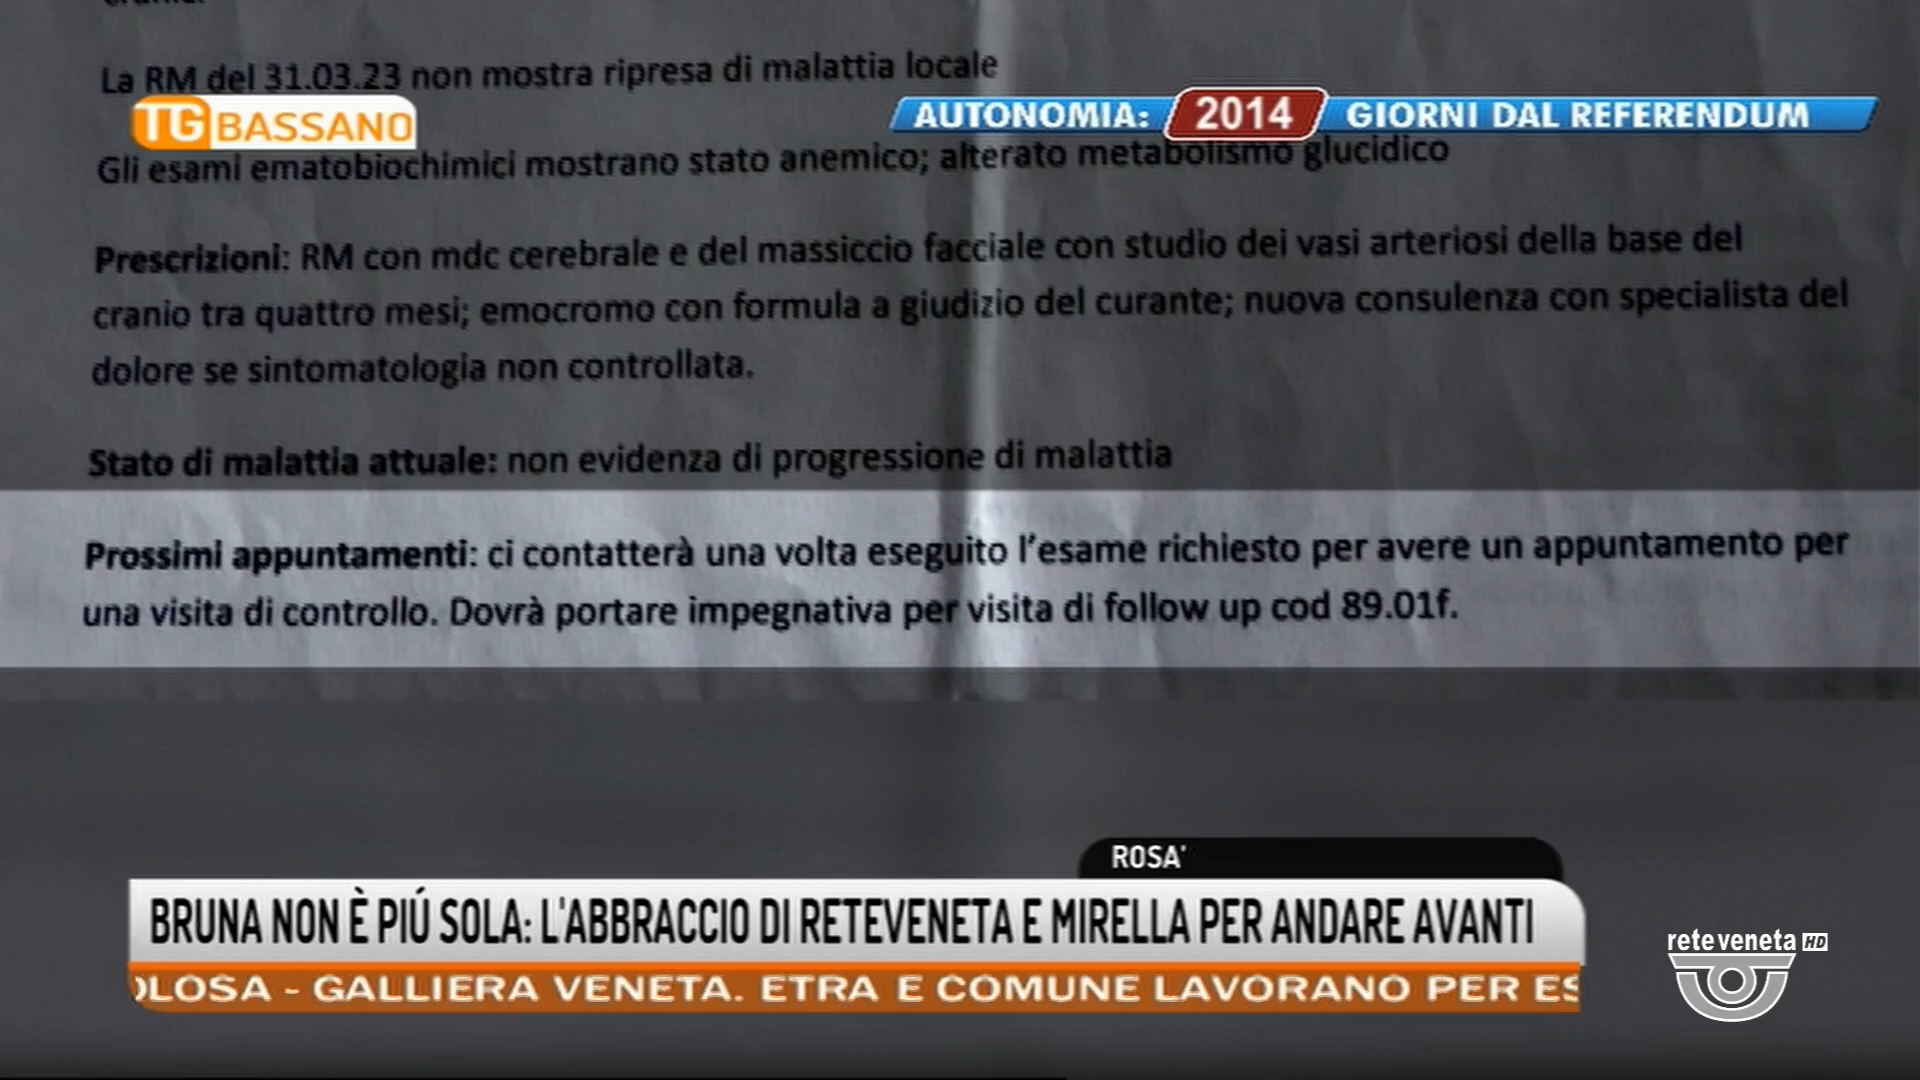 La RM del 31.03.23 non mostra ripresa di malattia locale
TG BASSANO
AUTONOMIA: 2014 GIORNI DAL REFERENDUM
Gli esami ematobiochimici mostrano stato anemico; alterato metabolismo glucidico
Prescrizioni: RM con mdc cerebrale e del massiccio facciale con studio dei vasi arteriosi della base del
cranio tra quattro mesi; emocromo con formula a giudizio del curante; nuova consulenza con specialista del
dolore se sintomatologia non controllata.
Stato di malattia attuale: non evidenza di progressione di malattia
Prossimi appuntamenti: ci contatterà una volta eseguito l'esame richiesto per avere un appuntamento per
una visita di controllo. Dovrà portare impegnativa per visita di follow up cod 89.01f.
ROSA'
BRUNA NON È PIÚ SOLA: L'ABBRACCIO DI RETEVENETA E MIRELLA PER ANDARE AVANTI
OLOSA - GALLIERA VENETA. ETRA E COMUNE LAVORANO PER ES
reteveneta HD